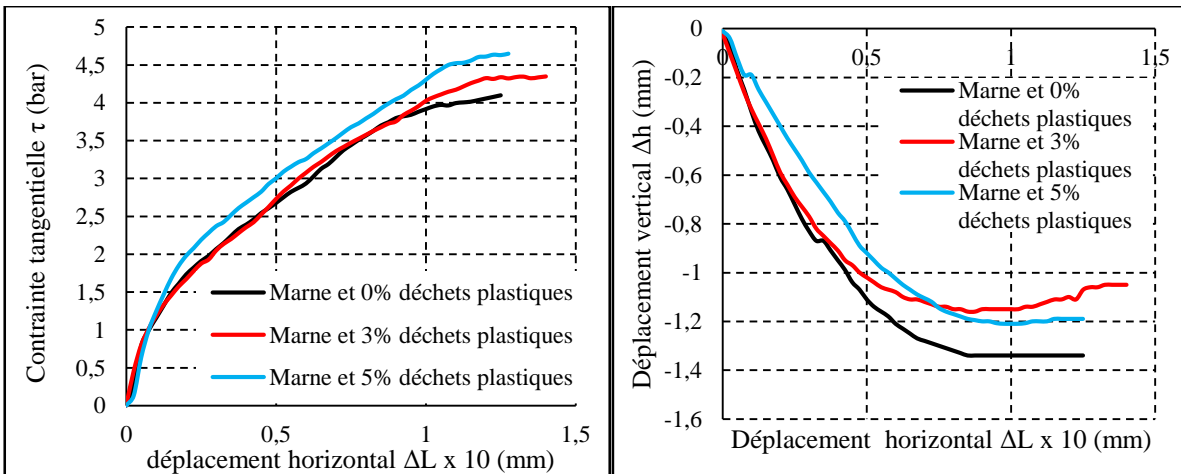 Contrainte tangentielle τ (bar)
5
4,5
4
3,5
3
2,5
2
1,5
1
0,5
0
0
0,5
1
1,5
Marne et 0% déchets plastiques
Marne et 3% déchets plastiques
Marne et 5% déchets plastiques
déplacement horizontal ΔL x 10 (mm)
Déplacement vertical Δh (mm)
0
-0,2
-0,4
-0,6
-0,8
-1
-1,2
-1,4
-1,6
0
0,5
1
1,5
Marne et 0%
déchets plastiques
Marne et 3%
déchets plastiques
Marne et 5%
déchets plastiques
Déplacement horizontal ΔL x 10 (mm)